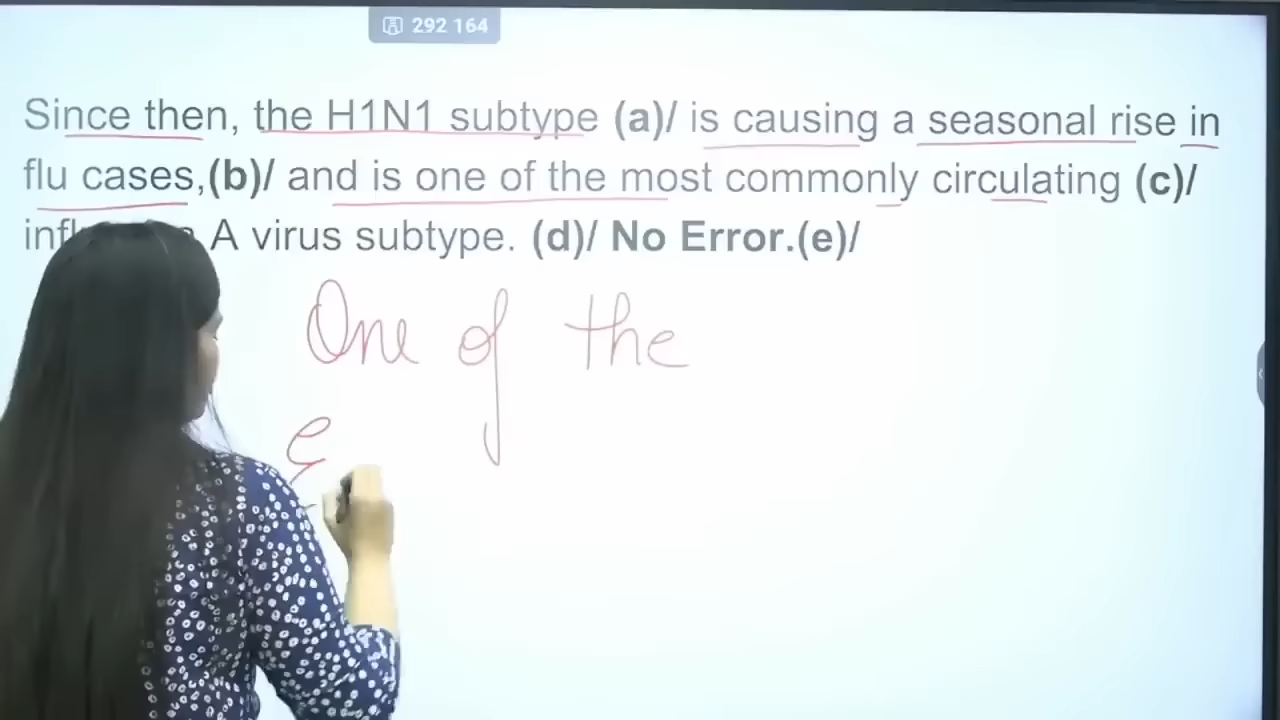 292 164
Since then, the H1N1 subtype (a)/ is causing a seasonal rise in
flu cases,(b)/ and is one of the most commonly circulating (c)/
A virus subtype. (d)/ No Error.(e)/
One of the